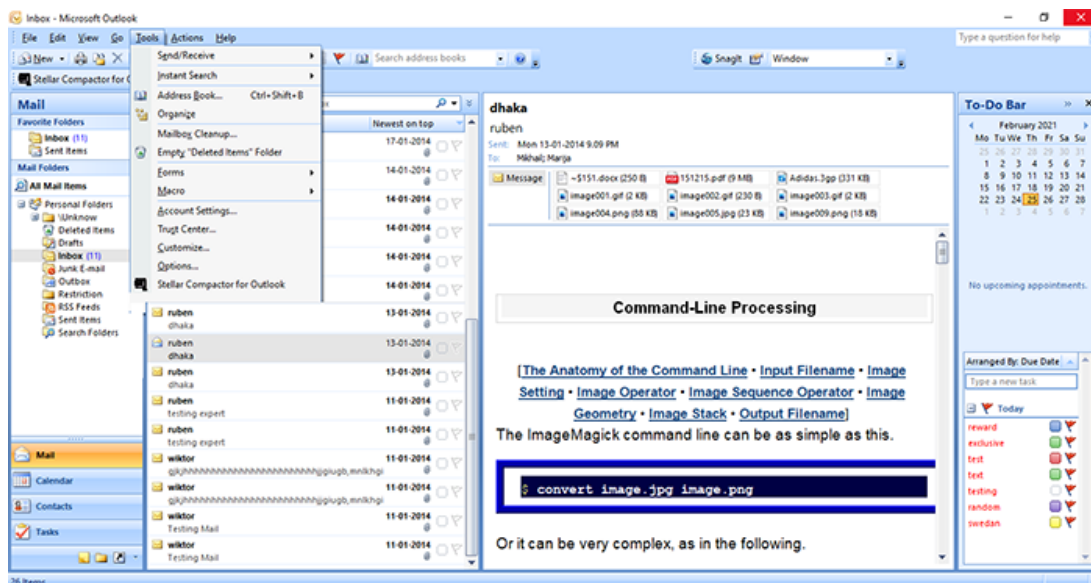 Inbox - Microsoft Outlook
File Edit View Go Tools Actions Help
Type a question for help
New
Search address books
SnagIt Window
Stellar Compactor for
Send/Receive
Instant Search
Address Book... Ctrl+Shift+B
Organize
Mailbox Cleanup...
Empty "Deleted Items" Folder
Forms
Macro
Account Settings...
Trust Center...
Customize...
Options...
Stellar Compactor for Outlook
Mail
Favorite Folders
Inbox (11)
Sent Items
Mail Folders
All Mail Items
Personal Folders
\Unknow
Deleted Items
Drafts
Inbox (11)
Junk E-mail
Outbox
Restriction
RSS Feeds
Sent Items
Search Folders
Mail
Calendar
Contacts
Tasks
26 Items
Newest on top
17-01-2014
14-01-2014
14-01-2014
14-01-2014
14-01-2014
14-01-2014
ruben 13-01-2014
dhaka
ruben 13-01-2014
dhaka
ruben 13-01-2014
dhaka
ruben 11-01-2014
testing expert
ruben 11-01-2014
testing expert
wiktor 11-01-2014
wiktor 11-01-2014
wiktor 11-01-2014
Testing Mail
wiktor 11-01-2014
Testing Mail
dhaka
ruben
Sent: Mon 13-01-2014 9.09 PM
To: Mikhail; Marija
Message ~$151.docx (250 B) 151215.pdf (9 MB) Adidas.3gp (331 KB)
image001.gif (2 KB) image002.gif (230 B) image003.gif (2 KB)
image004.png (88 KB) image005.jpg (23 KB) image009.png (18 KB)
Command-Line Processing
[The Anatomy of the Command Line • Input Filename • Image
Setting • Image Operator • Image Sequence Operator • Image
Geometry • Image Stack • Output Filename]
The ImageMagick command line can be as simple as this.
$ convert image.jpg image.png
Or it can be very complex, as in the following.
To-Do Bar
February 2021
Mo Tu We Th Fr Sa Su
25 26 27 28 29 30 31
1 2 3 4 5 6 7
8 9 10 11 12 13 14
15 16 17 18 19 20 21
22 23 24 25 26 27 28
1 2 3 4 5 6 7
No upcoming appointments.
Arranged By: Due Date
Type a new task
Today
reward
exclusive
test
text
testing
random
swedan